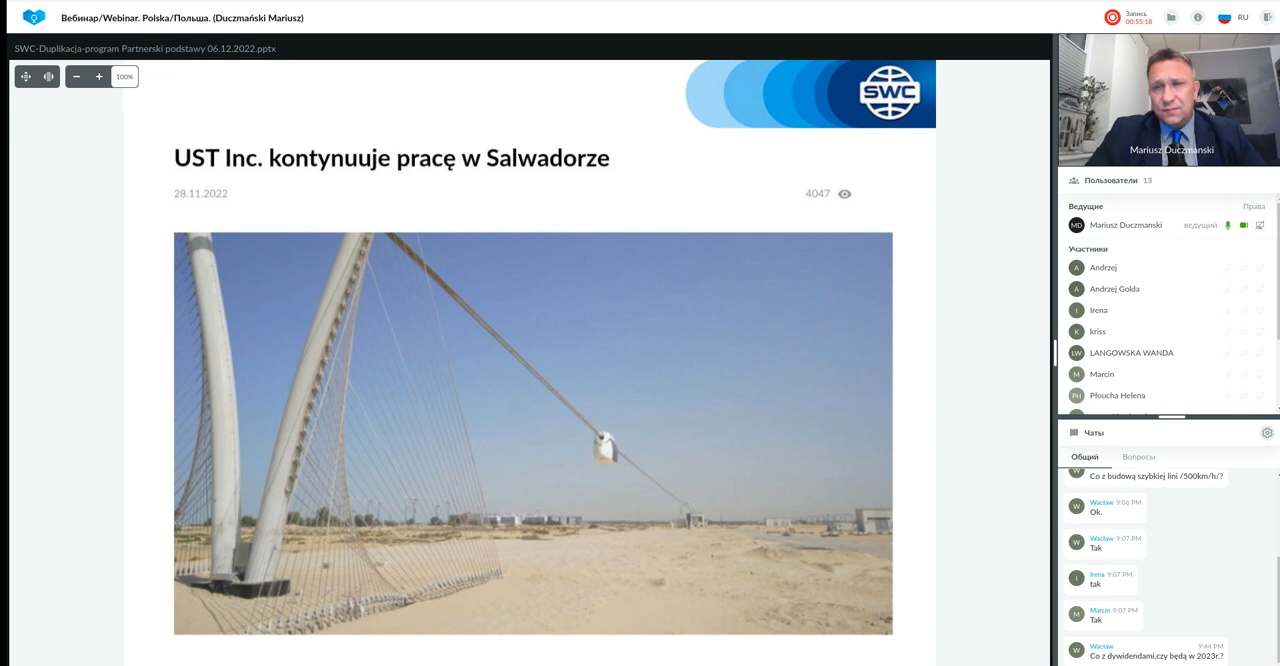 Вебинар/Webinar. Polska/Польша. (Duczmański Mariusz)
Запись
00:55:18
RU
SWC-Duplikacja-program Partnerski podstawy 06.12.2022.pptx
100%
SWC
UST Inc. kontynuuje pracę w Salwadorze
28.11.2022
4047
Mariusz Duczmanski
Пользователи 13
Ведущие
Права
MD Mariusz Duczmanski ведущий
Участники
A Andrzej
A Andrzej Golda
I Irena
K kriss
LW LANGOWSKA WANDA
M Marcin
PH Płoucha Helena
Чаты
Общий Вопросы
W
Co z budową szybkiej lini /500km/h/?
W Wacław 9:06 PM
Ok.
W Wacław 9:07 PM
Tak
I Irena 9:07 PM
tak
M Marcin 9:07 PM
Tak
W Wacław 9:44 PM
Co z dywidendami,czy będą w 2023r.?